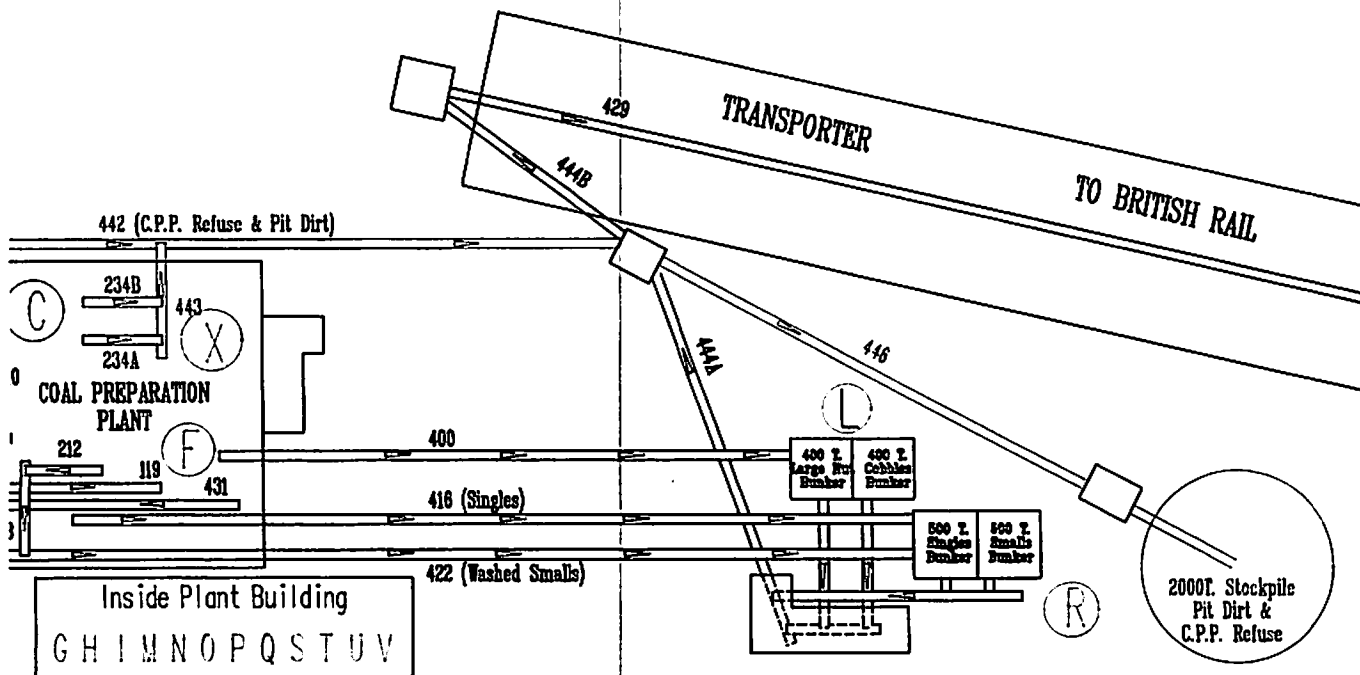 429
TRANSPORTER
TO BRITISH RAIL
444B
442 (C.P.P. Refuse & Pit Dirt)
234B
C
443
X
234A
COAL PREPARATION
PLANT
444A
446
L
F
400
212
119
431
416 (Singles)
422 (Washed Smalls)
400 T.
Large Nut
Bunker
400 T.
Cobbles
Bunker
500 T.
Singles
Bunker
500 T.
Smalls
Bunker
R
2000T. Stockpile
Pit Dirt &
C.P.P. Refuse
Inside Plant Building
G H I M N O P Q S T U V